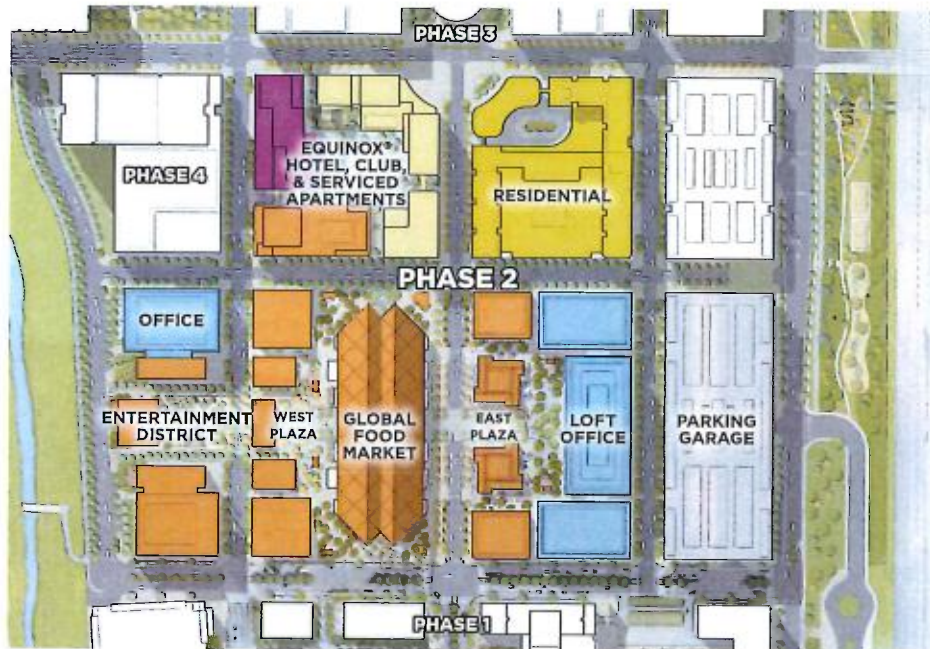 PHASE 3
PHASE 4
EQUINOX®
HOTEL, CLUB,
& SERVICED
APARTMENTS
RESIDENTIAL
PHASE 2
OFFICE
ENTERTAINMENT
DISTRICT
WEST
PLAZA
GLOBAL
FOOD
MARKET
EAST
PLAZA
LOFT
OFFICE
PARKING
GARAGE
PHASE 1